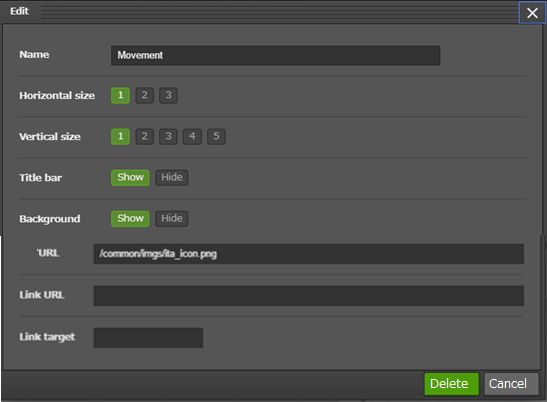 Edit
Name Movement
Horizontal size 1 2 3
Vertical size 1 2 3 4 5
Title bar Show Hide
Background Show Hide
URL /common/imgs/ita_icon.png
Link URL
Link target
Delete Cancel